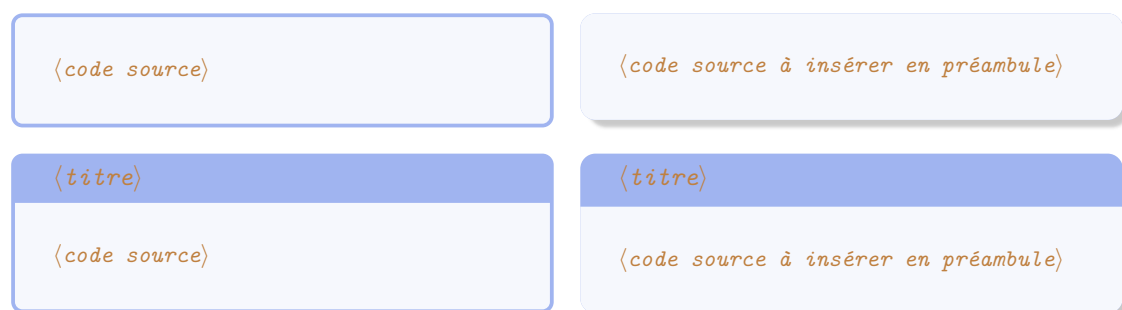 ⟨code source⟩
⟨code source à insérer en préambule⟩
⟨titre⟩
⟨code source⟩
⟨titre⟩
⟨code source à insérer en préambule⟩